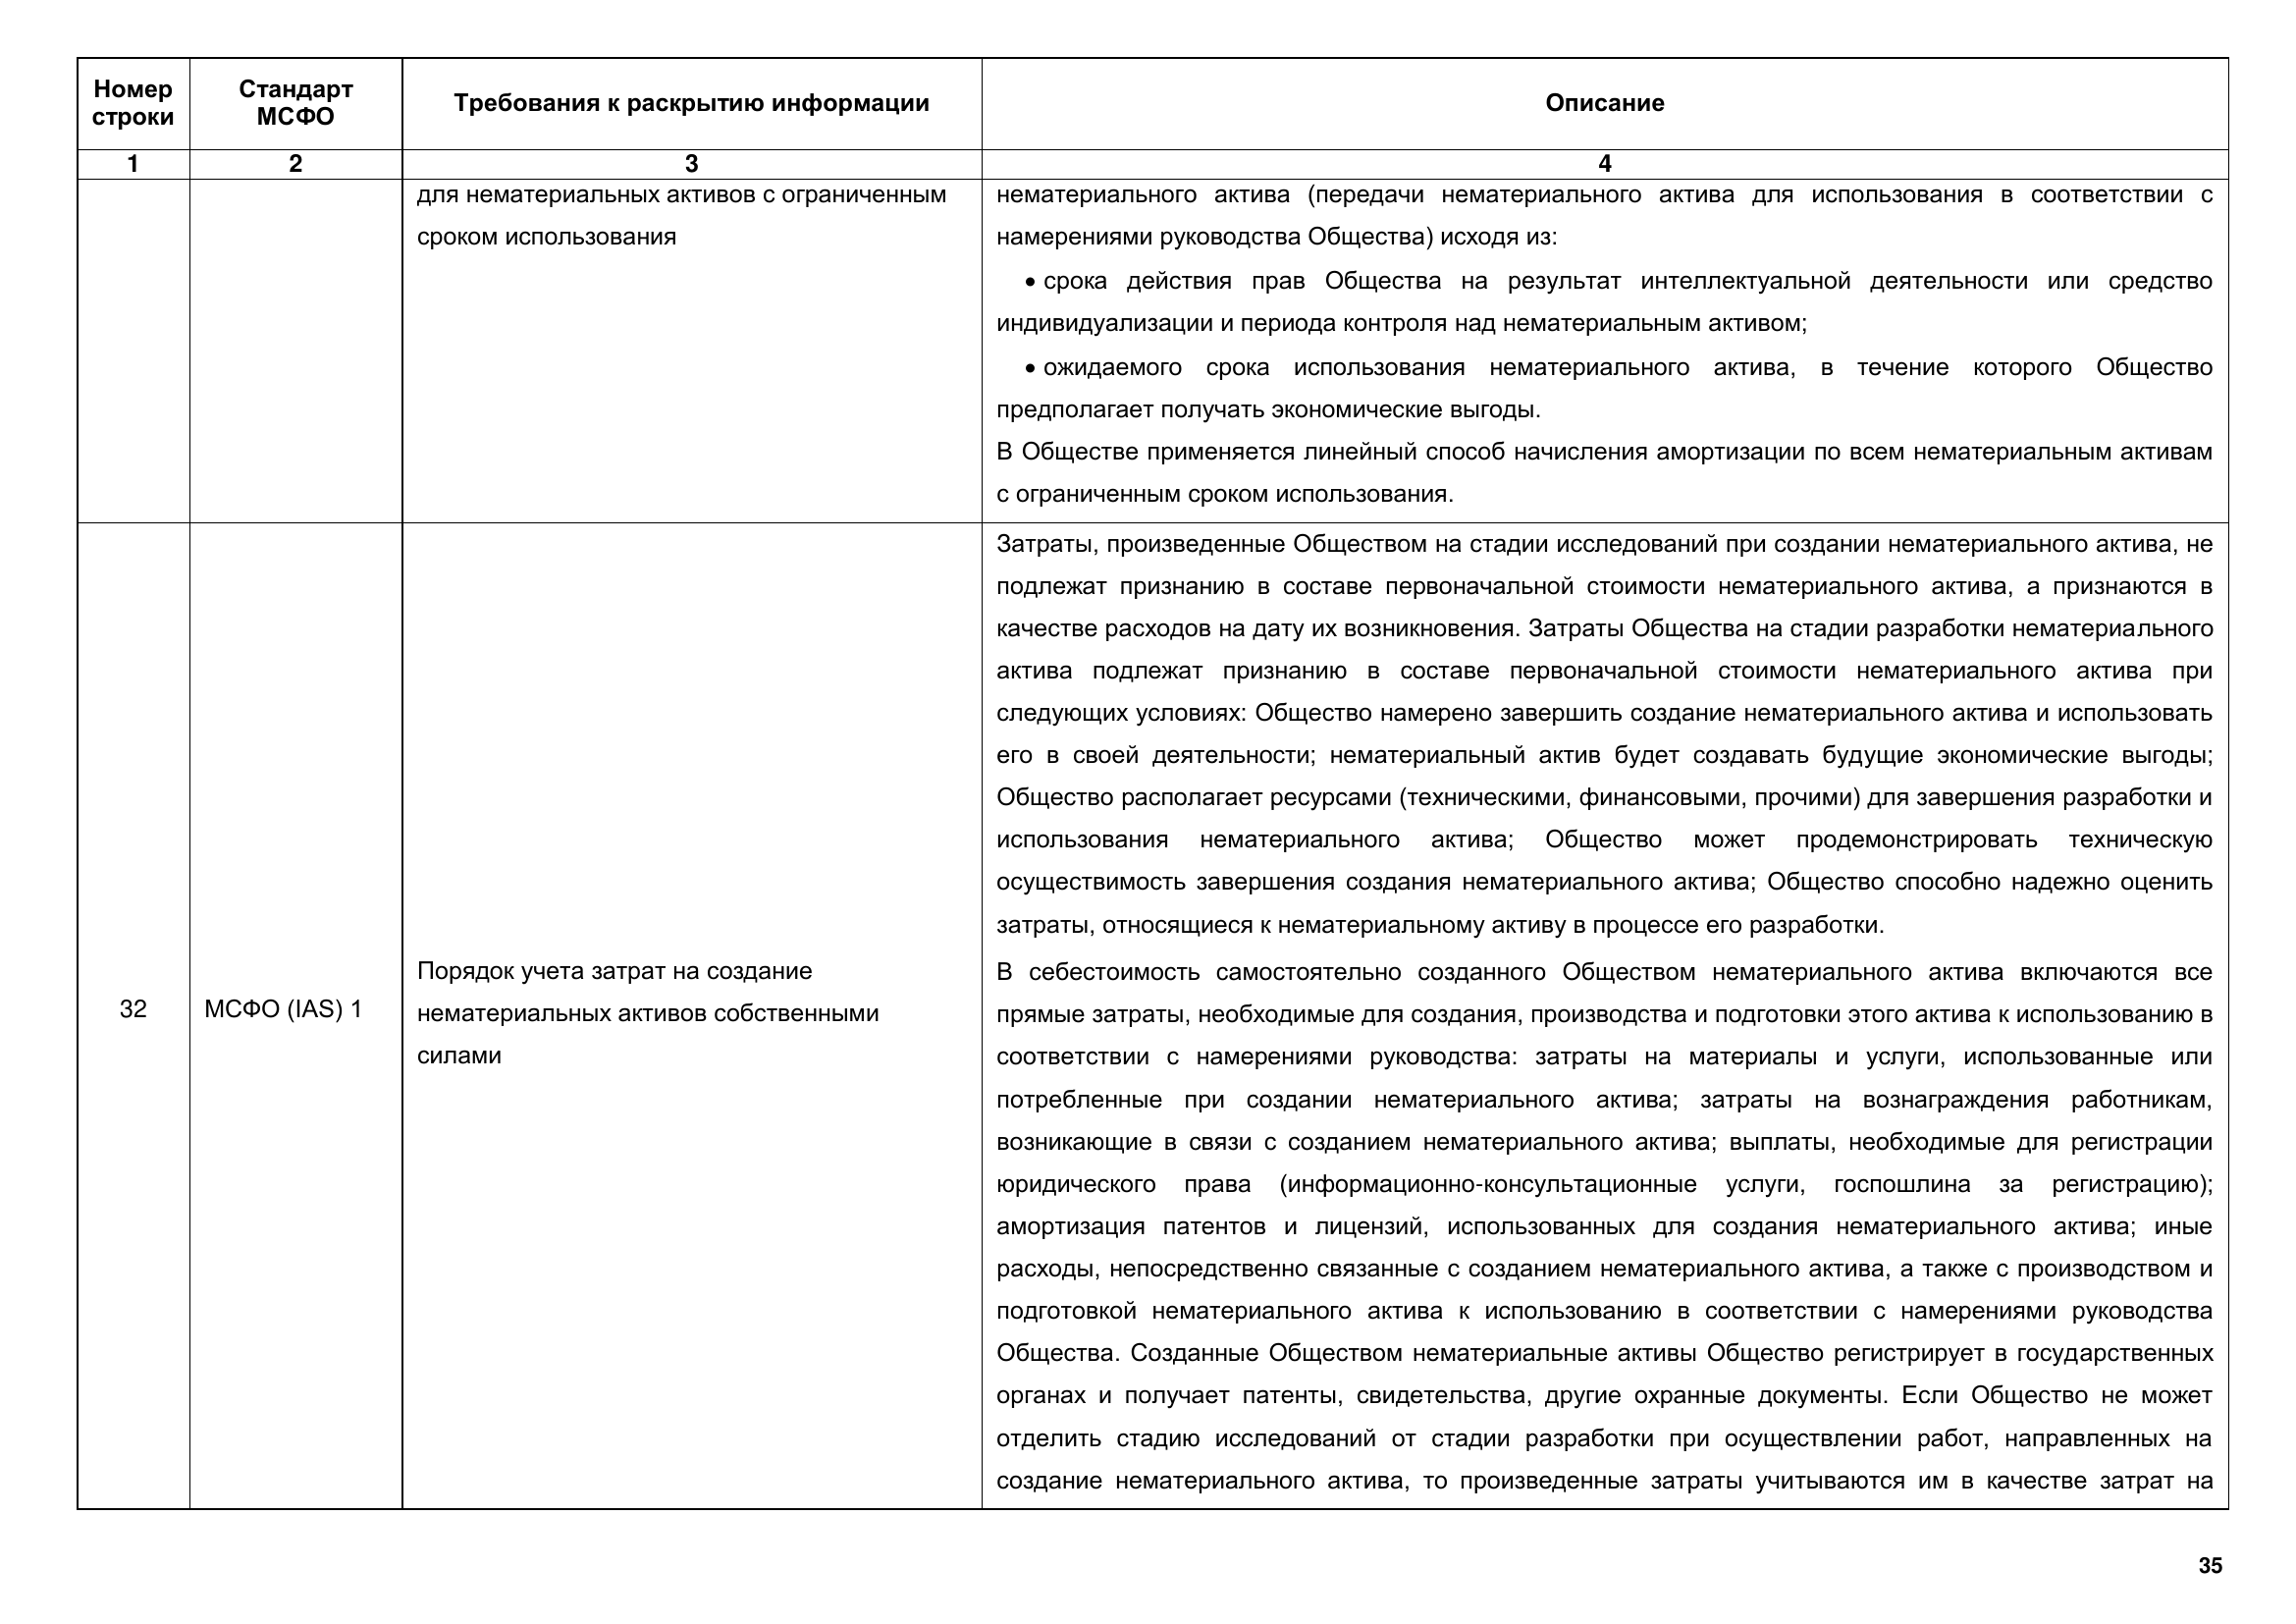 Номер строки
Стандарт МСФО
Требования к раскрытию информации
Описание
1
2
3
4
для нематериальных активов с ограниченным
сроком использования
нематериального актива (передачи нематериального актива для использования в соответствии с
намерениями руководства Общества) исходя из:
• срока действия прав Общества на результат интеллектуальной деятельности или средство
индивидуализации и периода контроля над нематериальным активом;
• ожидаемого срока использования нематериального актива, в течение которого Общество
предполагает получать экономические выгоды.
В Обществе применяется линейный способ начисления амортизации по всем нематериальным активам
с ограниченным сроком использования.
32
МСФО (IAS) 1
Порядок учета затрат на создание
нематериальных активов собственными
силами
Затраты, произведенные Обществом на стадии исследований при создании нематериального актива, не
подлежат признанию в составе первоначальной стоимости нематериального актива, а признаются в
качестве расходов на дату их возникновения. Затраты Общества на стадии разработки нематериального
актива подлежат признанию в составе первоначальной стоимости нематериального актива при
следующих условиях: Общество намерено завершить создание нематериального актива и использовать
его в своей деятельности; нематериальный актив будет создавать будущие экономические выгоды;
Общество располагает ресурсами (техническими, финансовыми, прочими) для завершения разработки и
использования нематериального актива; Общество может продемонстрировать техническую
осуществимость завершения создания нематериального актива; Общество способно надежно оценить
затраты, относящиеся к нематериальному активу в процессе его разработки.
В себестоимость самостоятельно созданного Обществом нематериального актива включаются все
прямые затраты, необходимые для создания, производства и подготовки этого актива к использованию в
соответствии с намерениями руководства: затраты на материалы и услуги, использованные или
потребленные при создании нематериального актива; затраты на вознаграждения работникам,
возникающие в связи с созданием нематериального актива; выплаты, необходимые для регистрации
юридического права (информационно-консультационные услуги, госпошлина за регистрацию);
амортизация патентов и лицензий, использованных для создания нематериального актива; иные
расходы, непосредственно связанные с созданием нематериального актива, а также с производством и
подготовкой нематериального актива к использованию в соответствии с намерениями руководства
Общества. Созданные Обществом нематериальные активы Общество регистрирует в государственных
органах и получает патенты, свидетельства, другие охранные документы. Если Общество не может
отделить стадию исследований от стадии разработки при осуществлении работ, направленных на
создание нематериального актива, то произведенные затраты учитываются им в качестве затрат на
35